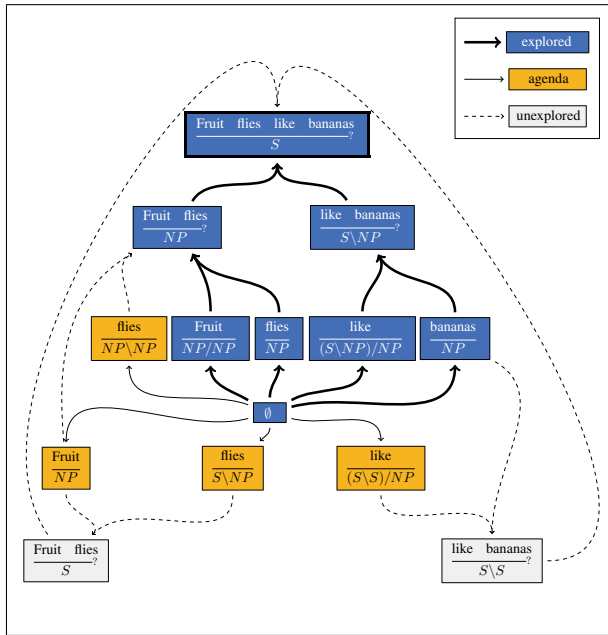 explored
agenda
unexplored
Fruit flies like bananas
S ?
Fruit flies
NP ?
like bananas
S\NP ?
flies
NP\NP
Fruit
NP/NP
flies
NP
like
(S\NP)/NP
bananas
NP
∅
Fruit
NP
flies
S\NP
like
(S\S)/NP
Fruit flies
S ?
like bananas
S\S ?